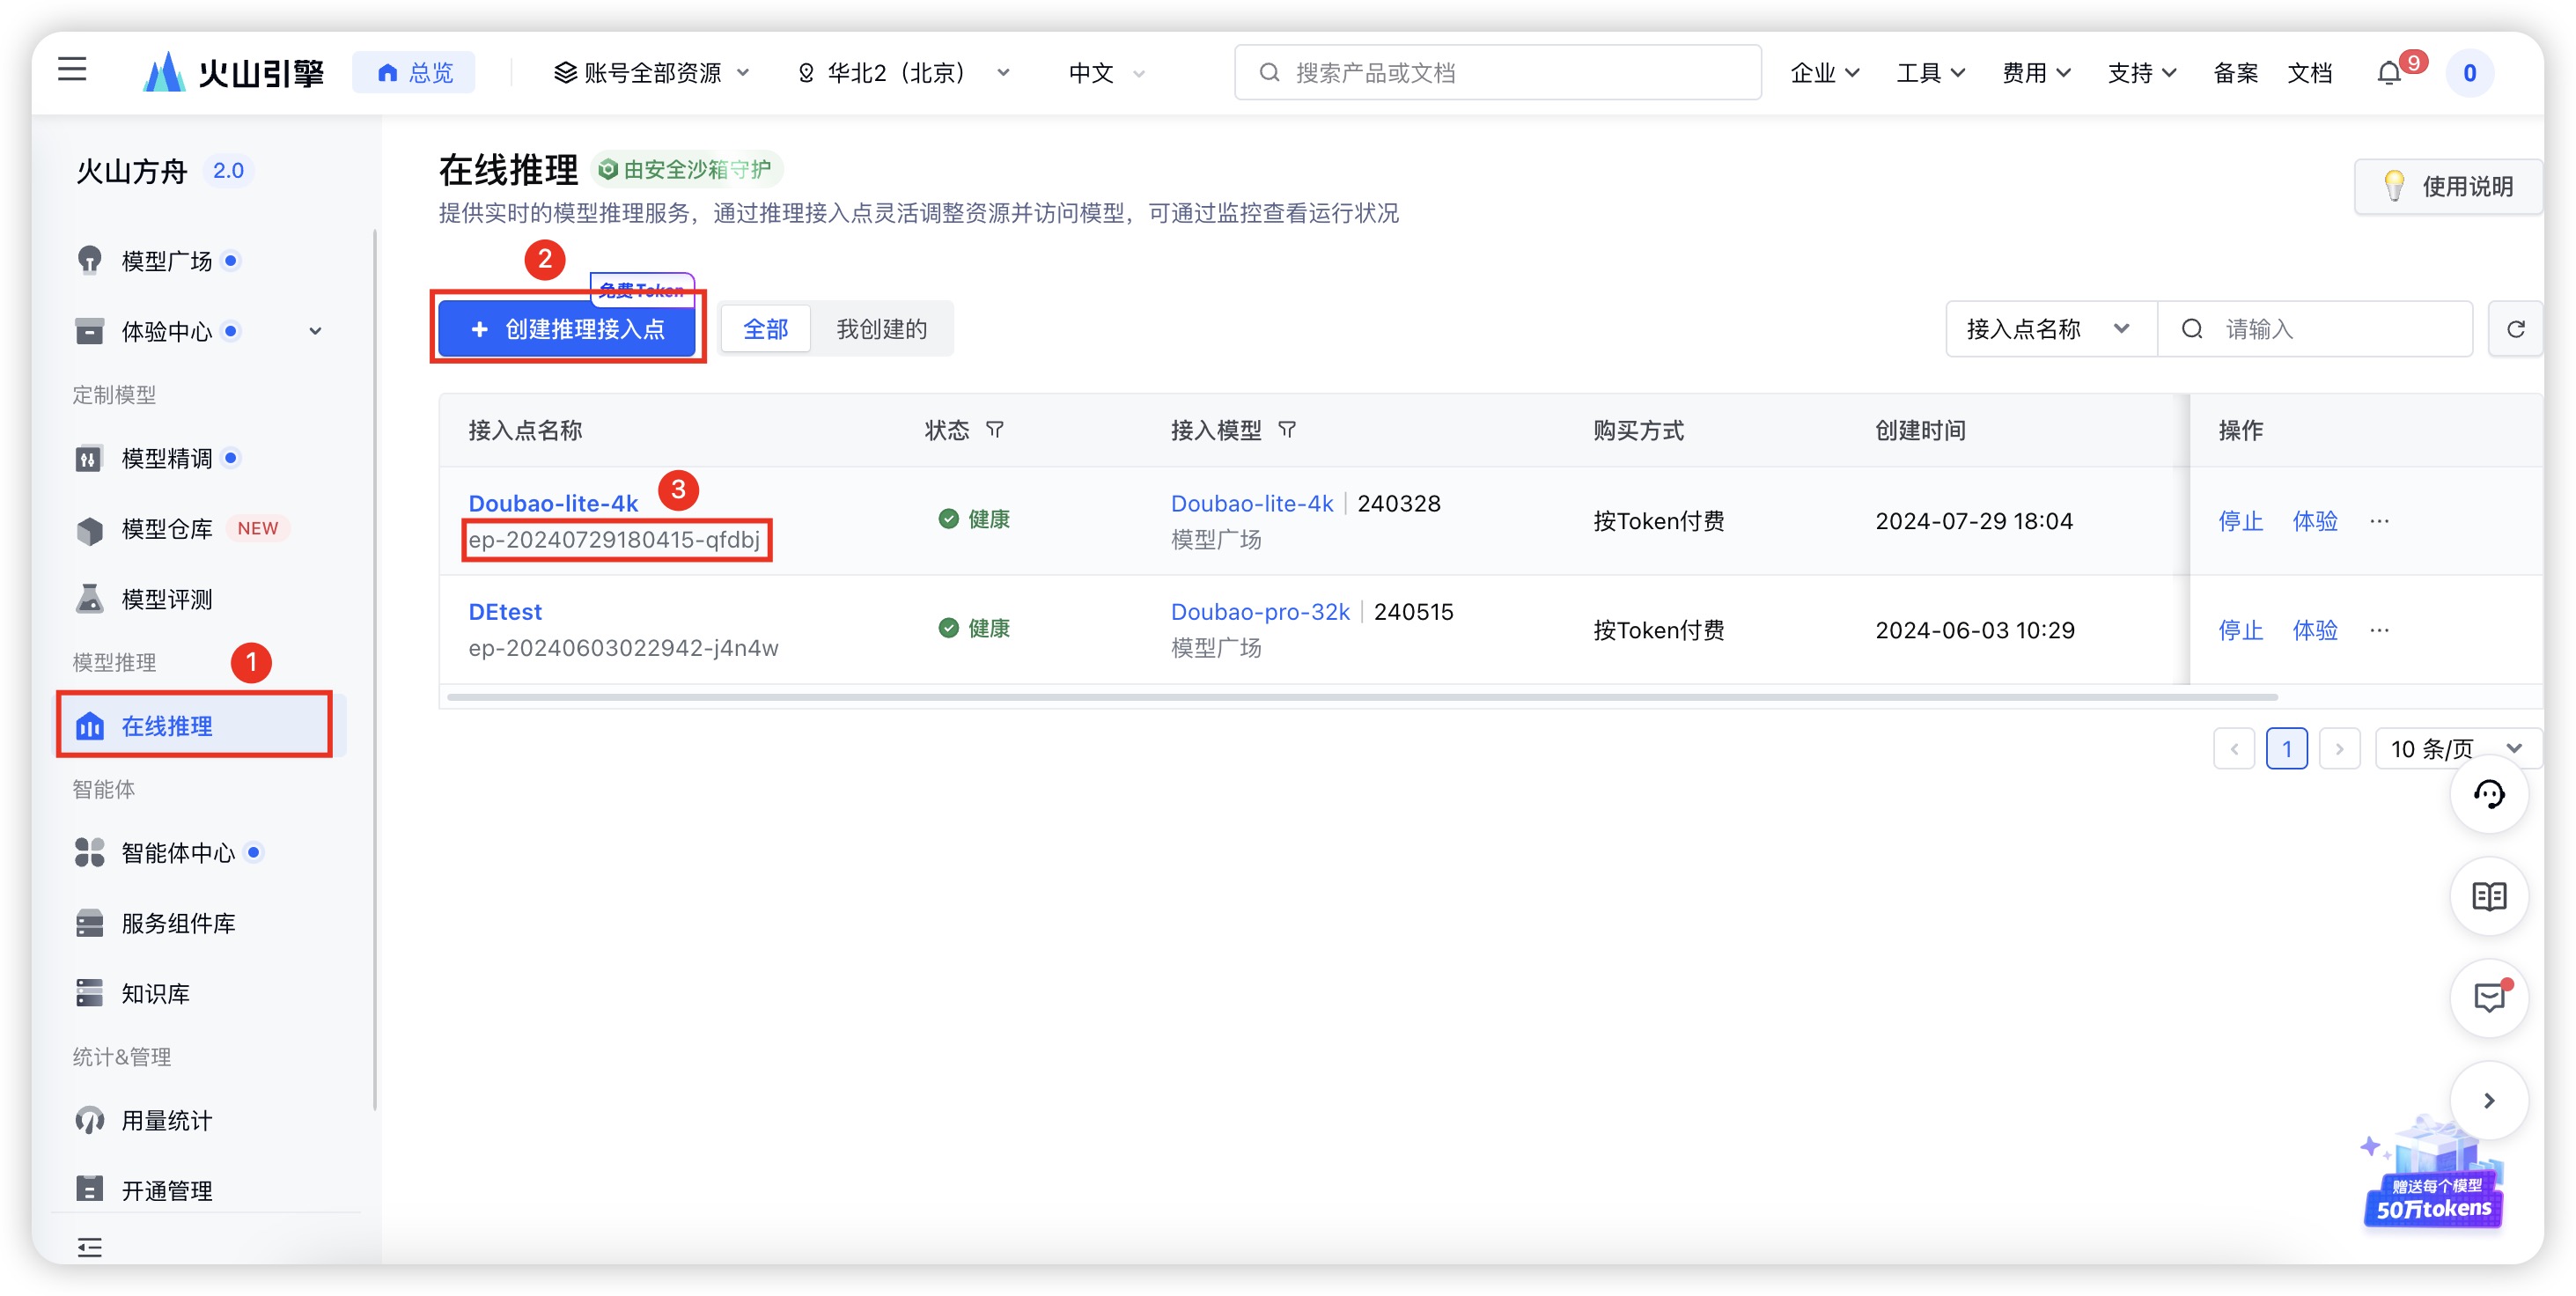 火山引擎
总览
账号全部资源
华北2（北京）
中文
搜索产品或文档
企业
工具
费用
支持
备案
文档
9
0
火山方舟 2.0
模型广场
体验中心
定制模型
模型精调
模型仓库 NEW
模型评测
模型推理
1
在线推理
智能体
智能体中心
服务组件库
知识库
统计&管理
用量统计
开通管理
在线推理
由安全沙箱守护
提供实时的模型推理服务，通过推理接入点灵活调整资源并访问模型，可通过监控查看运行状况
使用说明
2
免费Token
+ 创建推理接入点
全部
我创建的
接入点名称
请输入
接入点名称 状态 接入模型 购买方式 创建时间 操作
3
Doubao-lite-4k
ep-20240729180415-qfdbj
健康
Doubao-lite-4k | 240328
模型广场
按Token付费
2024-07-29 18:04
停止 体验 ···
DEtest
ep-20240603022942-j4n4w
健康
Doubao-pro-32k | 240515
模型广场
按Token付费
2024-06-03 10:29
停止 体验 ···
1
10 条/页
赠送每个模型
50万tokens